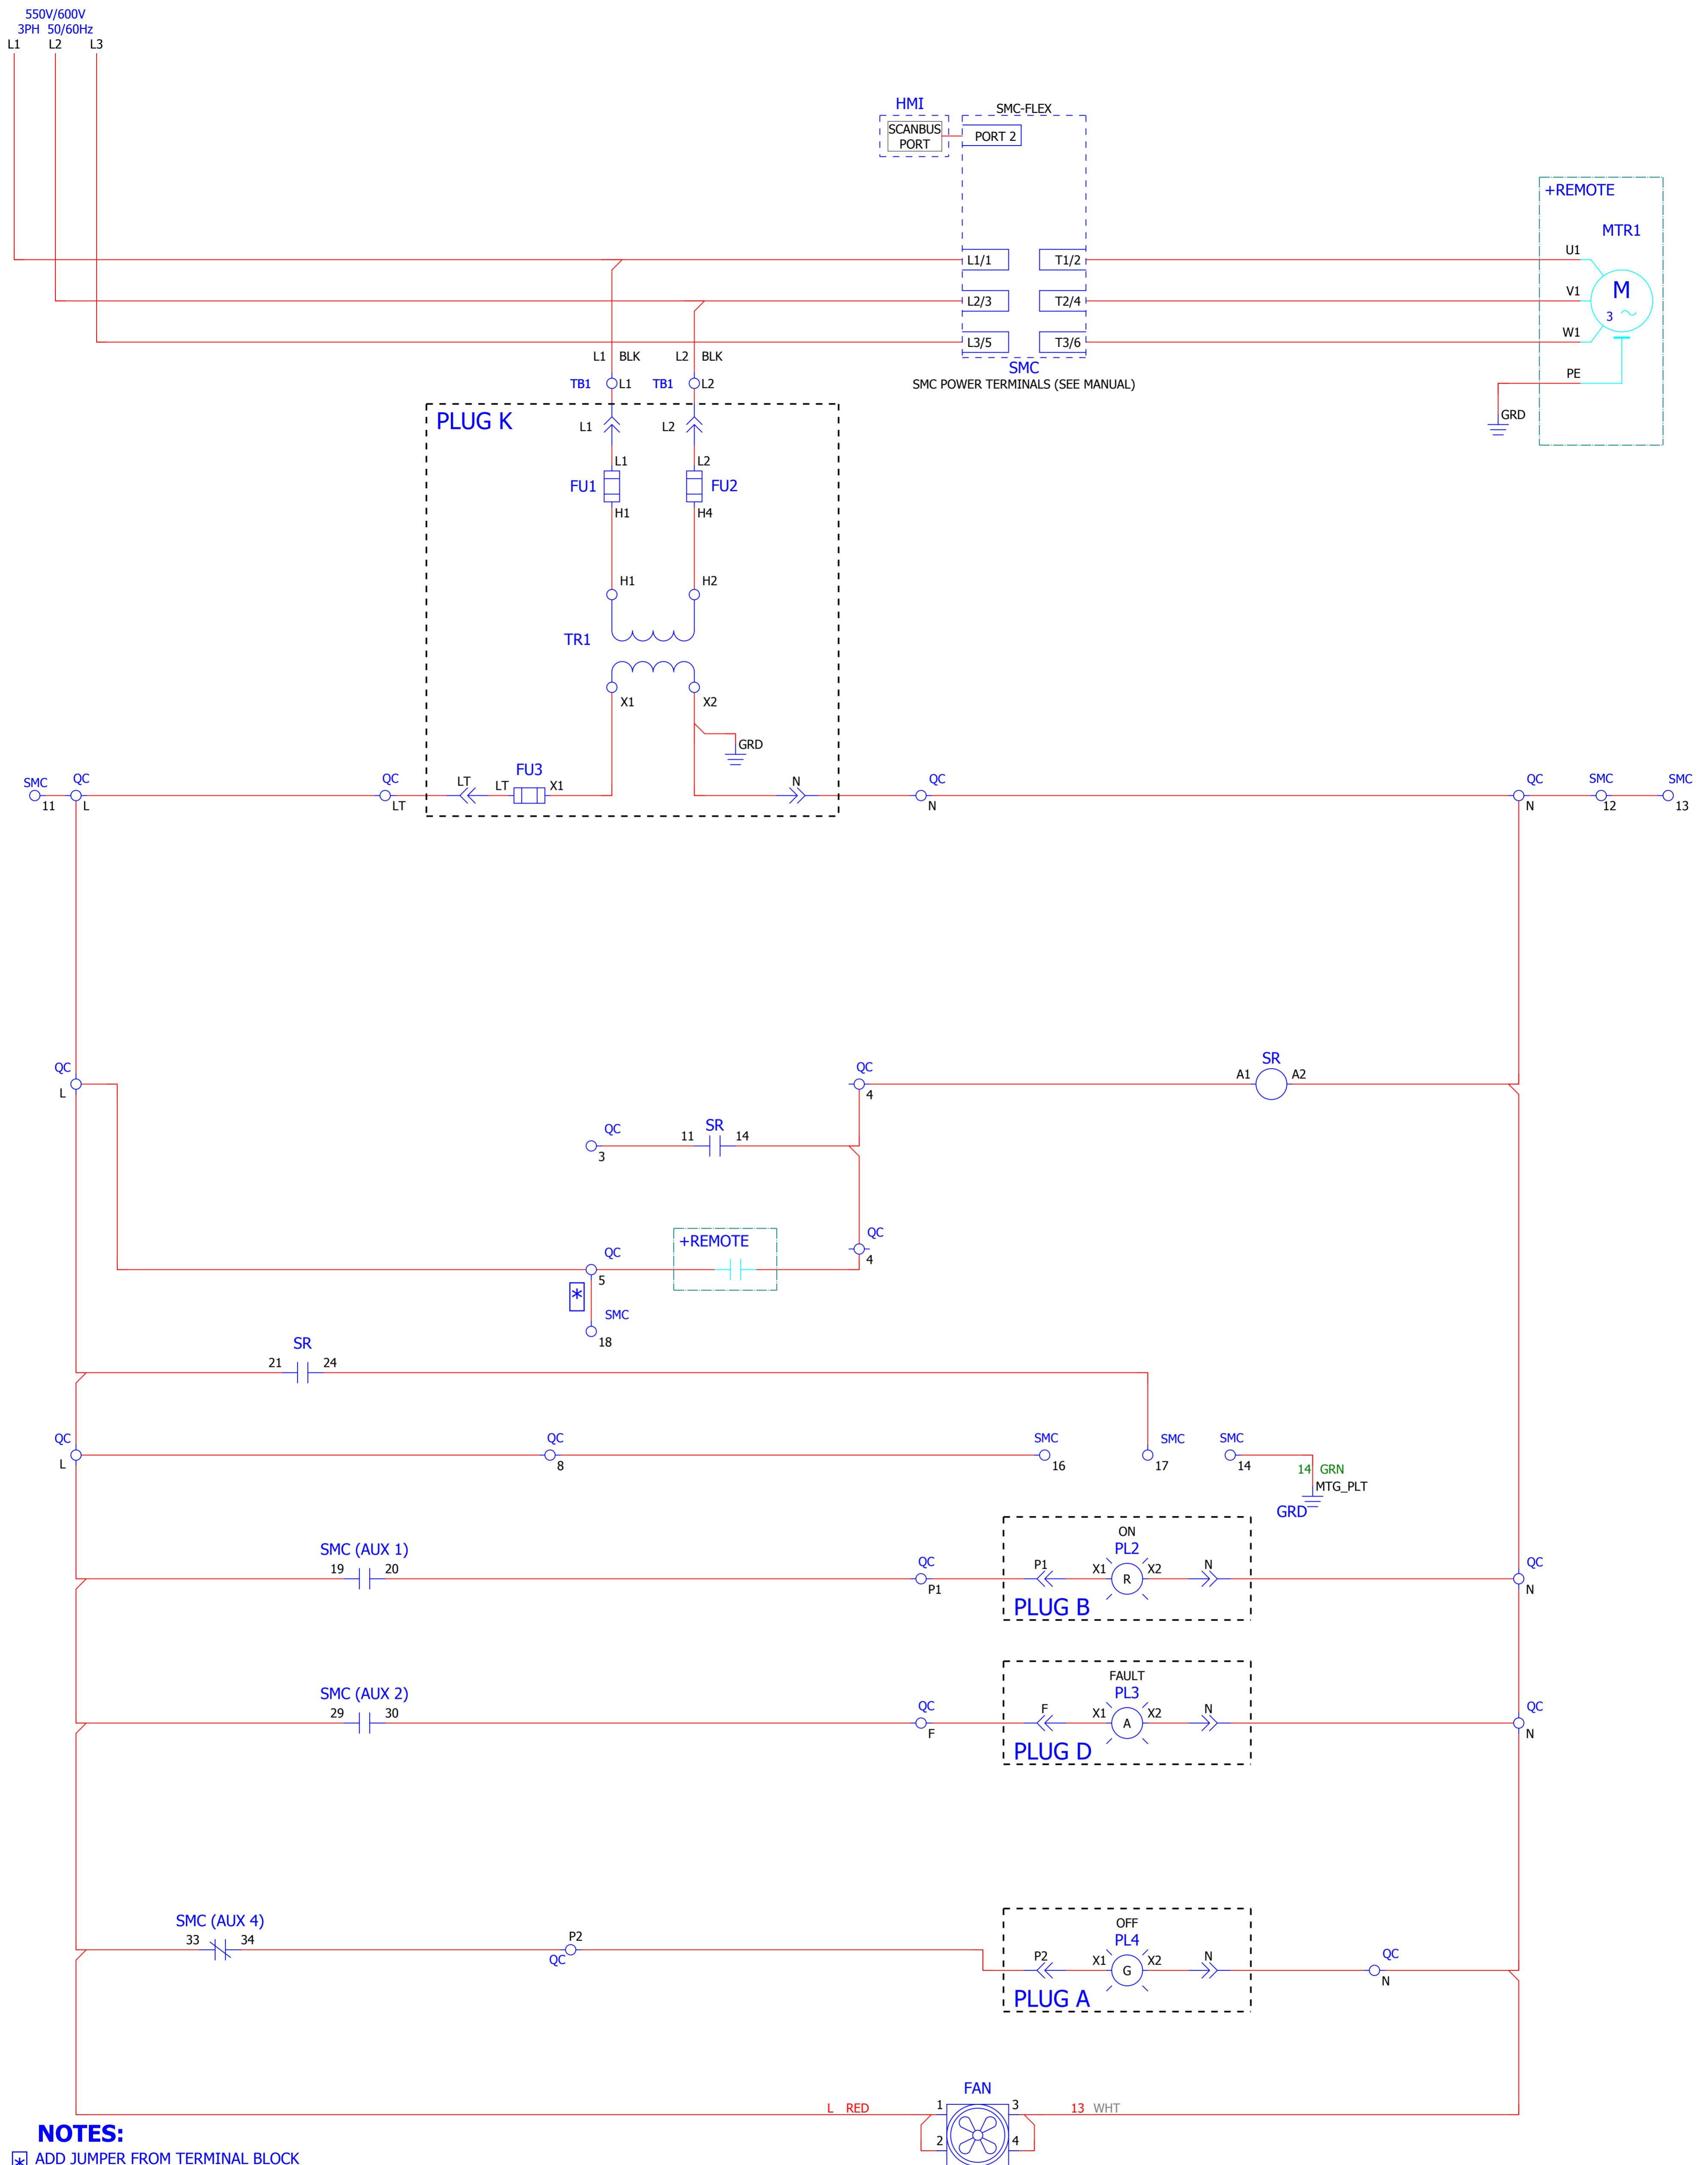 550V/600V
3PH 50/60Hz
L1 L2 L3
HMI
SMC-FLEX
SCANBUS
PORT
PORT 2
+REMOTE
MTR1
L1/1 T1/2 U1
L2/3 T2/4 V1
M
3
L3/5 T3/6 W1
L1 BLK L2 BLK
SMC
SMC POWER TERMINALS (SEE MANUAL)
PE
TB1 L1 TB1 L2
GRD
PLUG K
L1 L2
L1 L2
FU1 FU2
H1 H4
H1 H2
TR1
X1 X2
GRD
FU3
SMC QC QC LT LT X1 N QC QC SMC SMC
11 L LT N N 12 13
QC QC SR
L 4 A1 A2
QC 11 SR 14
3
QC
4
+REMOTE
QC
5
*
SMC
18
SR
21 24
QC QC SMC SMC SMC
L 8 16 17 14
14 GRN
MTG_PLT
GRD
ON
SMC (AUX 1) PL2
19 20 QC P1 X1 R X2 N QC
P1 N
PLUG B
FAULT
SMC (AUX 2) PL3
29 30 QC F X1 A X2 N QC
F N
PLUG D
OFF
SMC (AUX 4) PL4
33 34 P2 P2 X1 G X2 N QC
QC N
PLUG A
FAN
L RED 1 3 13 WHT
2 4
NOTES:
* ADD JUMPER FROM TERMINAL BLOCK